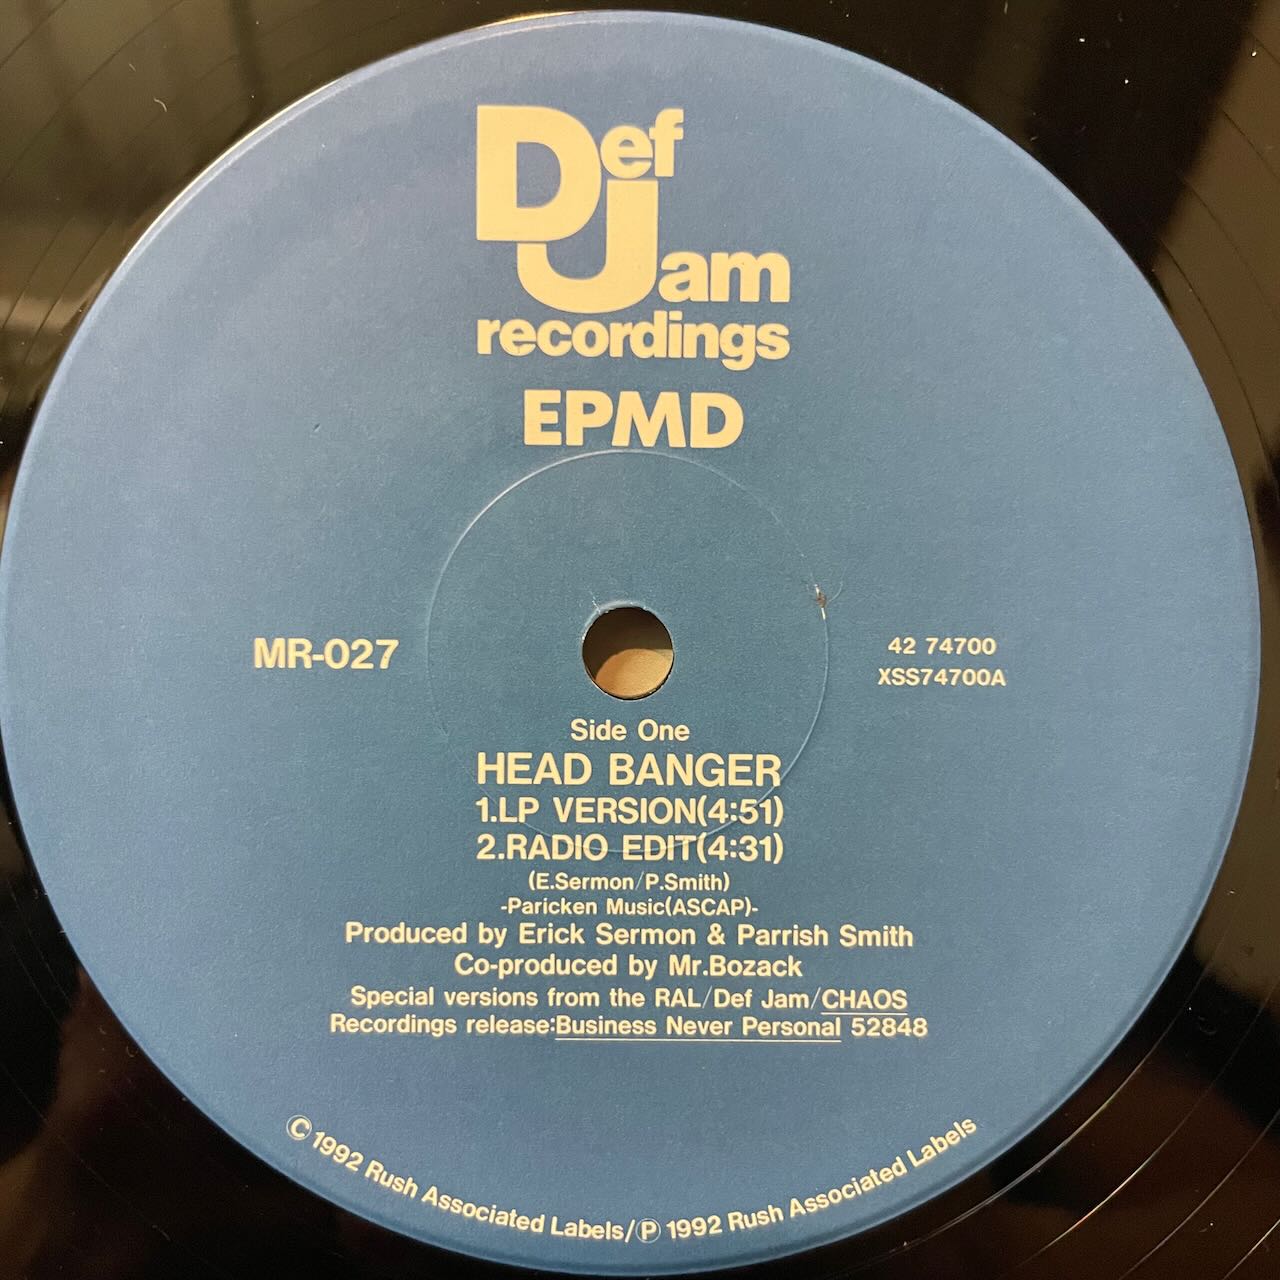 Def
Jam
recordings
EPMD
MR-027
42 74700
XSS74700A
Side One
HEAD BANGER
1.LP VERSION(4:51)
2.RADIO EDIT(4:31)
(E.Sermon/P.Smith)
-Paricken Music(ASCAP)-
Produced by Erick Sermon & Parrish Smith
Co-produced by Mr.Bozack
Special versions from the RAL/Def Jam/CHAOS
Recordings release:Business Never Personal 52848
Ⓒ 1992 Rush Associated Labels/Ⓟ 1992 Rush Associated Labels